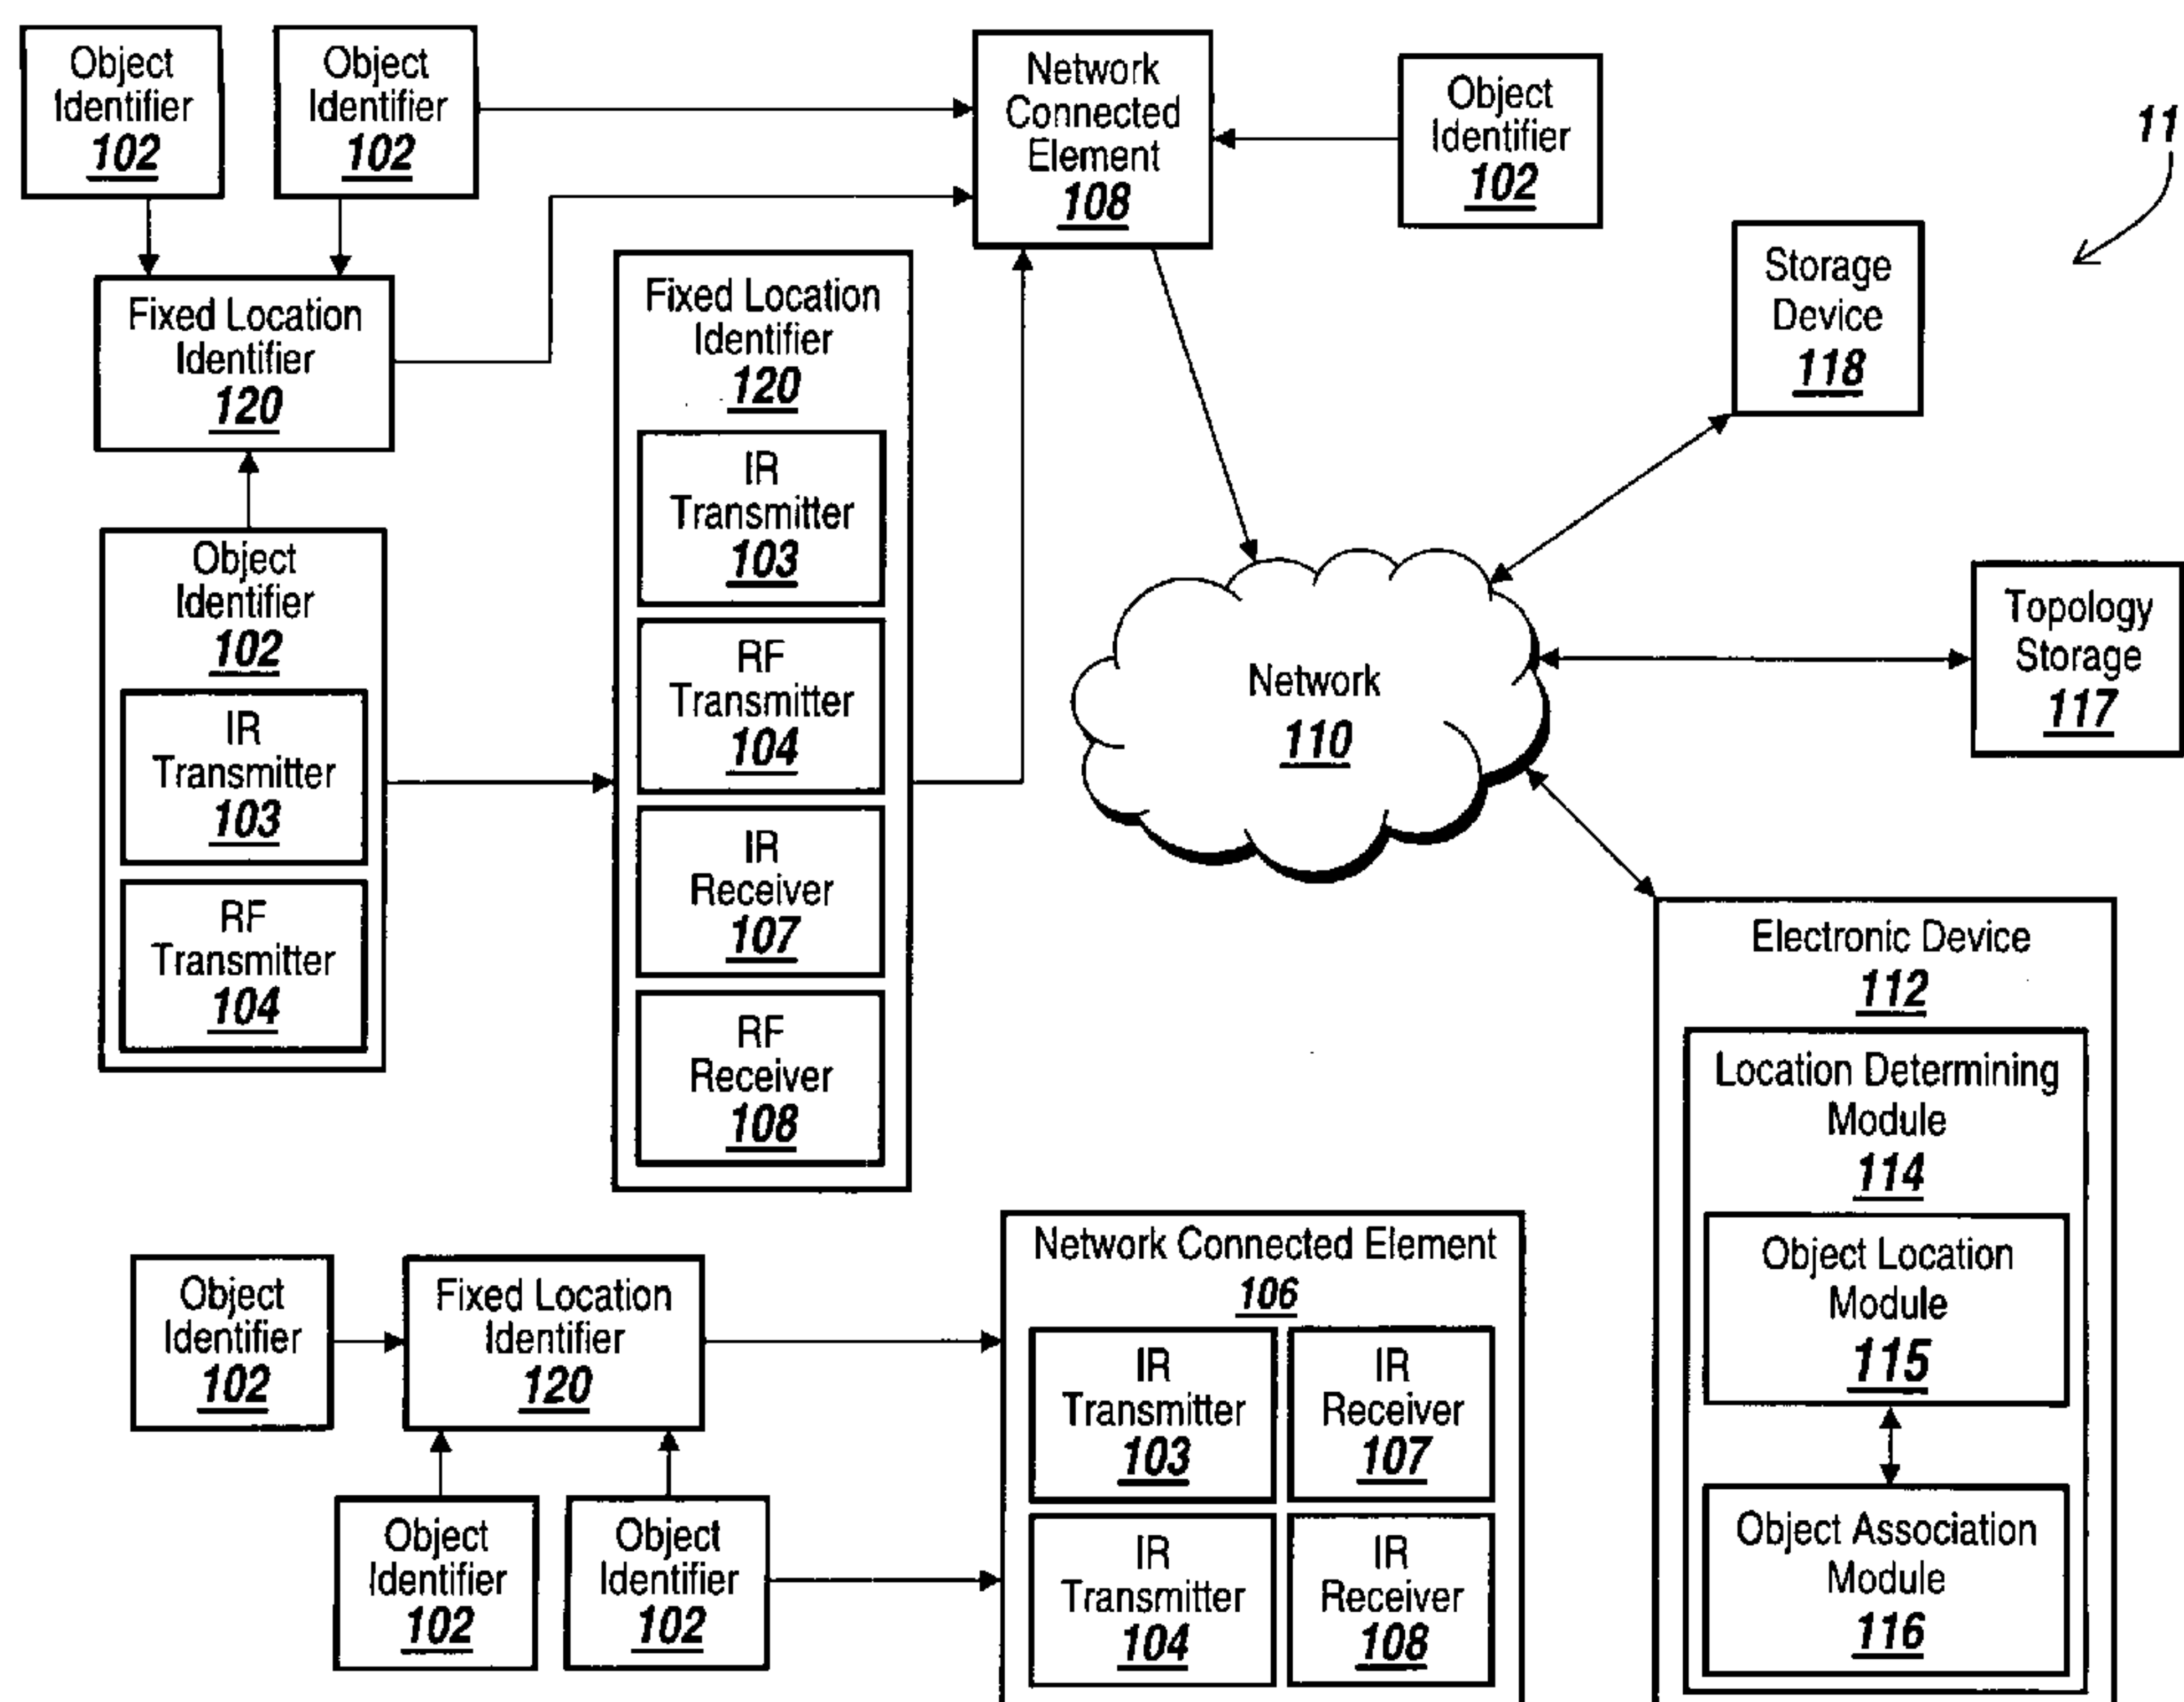 Object
Identifier
102
Object
Identifier
102
Network
Connected
Element
108
Object
Identifier
102
11
Storage
Device
118
Fixed Location
Identifier
120
Fixed Location
Identifier
120
IR
Transmitter
103
RF
Transmitter
104
IR
Receiver
107
RF
Receiver
108
Object
Identifier
102
IR
Transmitter
103
RF
Transmitter
104
Network
110
Topology
Storage
117
Electronic Device
112
Location Determining
Module
114
Object Location
Module
115
Object Association
Module
116
Object
Identifier
102
Fixed Location
Identifier
120
Object
Identifier
102
Object
Identifier
102
Network Connected Element
106
IR
Transmitter
103
IR
Receiver
107
IR
Transmitter
104
IR
Receiver
108